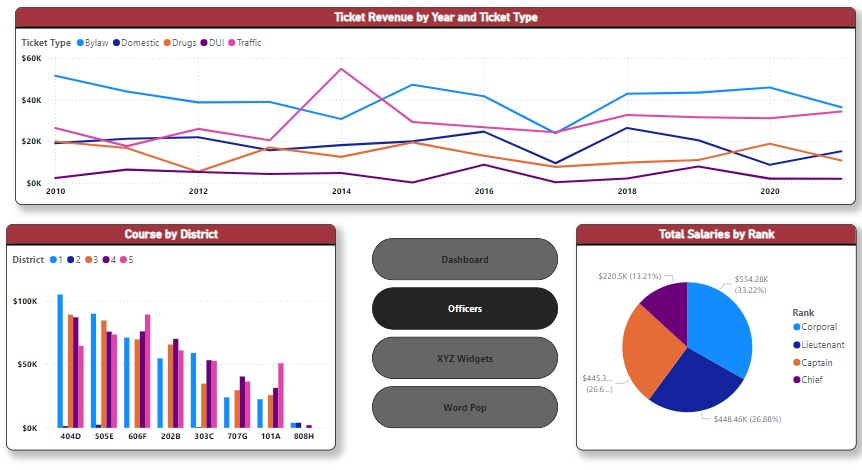 Ticket Revenue by Year and Ticket Type
Ticket Type Bylaw Domestic Drugs DUI Traffic
$60K
$40K
$20K
$0K
2010 2012 2014 2016 2018 2020
Course by District
District 1 2 3 4 5
$100K
$50K
$0K
404D 505E 606F 202B 303C 707G 101A 808H
Dashboard
Officers
XYZ Widgets
Word Pop
Total Salaries by Rank
$220.5K (13.21%)
$554.28K
(33.22%)
$445.3...
(26.6...)
$448.46K (26.88%)
Rank
Corporal
Lieutenant
Captain
Chief